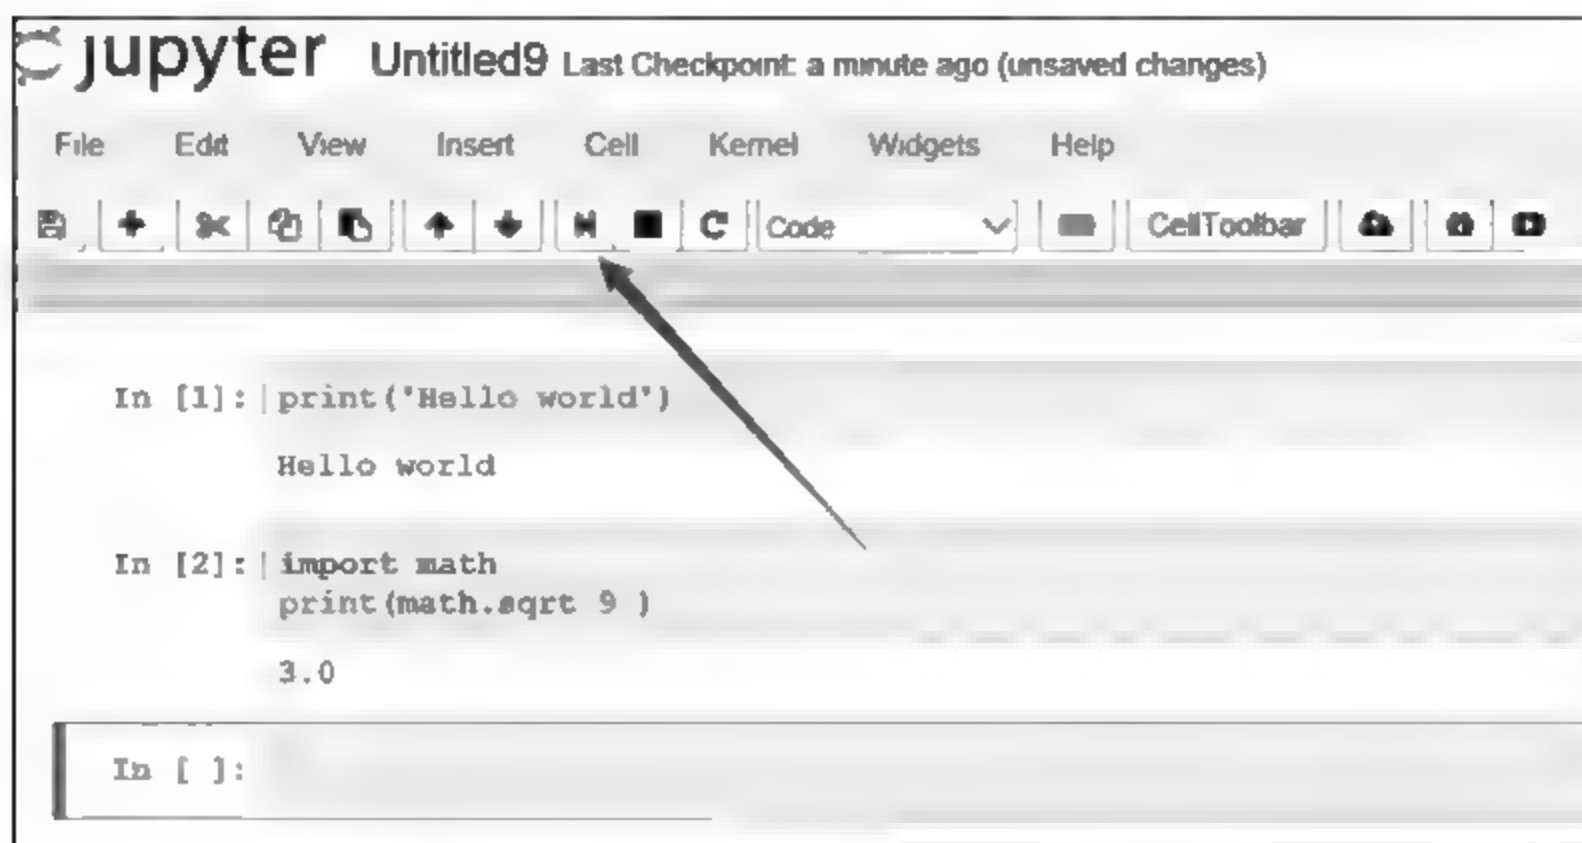 jupyter Untitled9 Last Checkpoint: a minute ago (unsaved changes)
File Edit View Insert Cell Kernel Widgets Help
Code CellToolbar
In [1]: print('Hello world')
Hello world
In [2]: import math
print(math.sqrt 9 )
3.0
In [ ]: